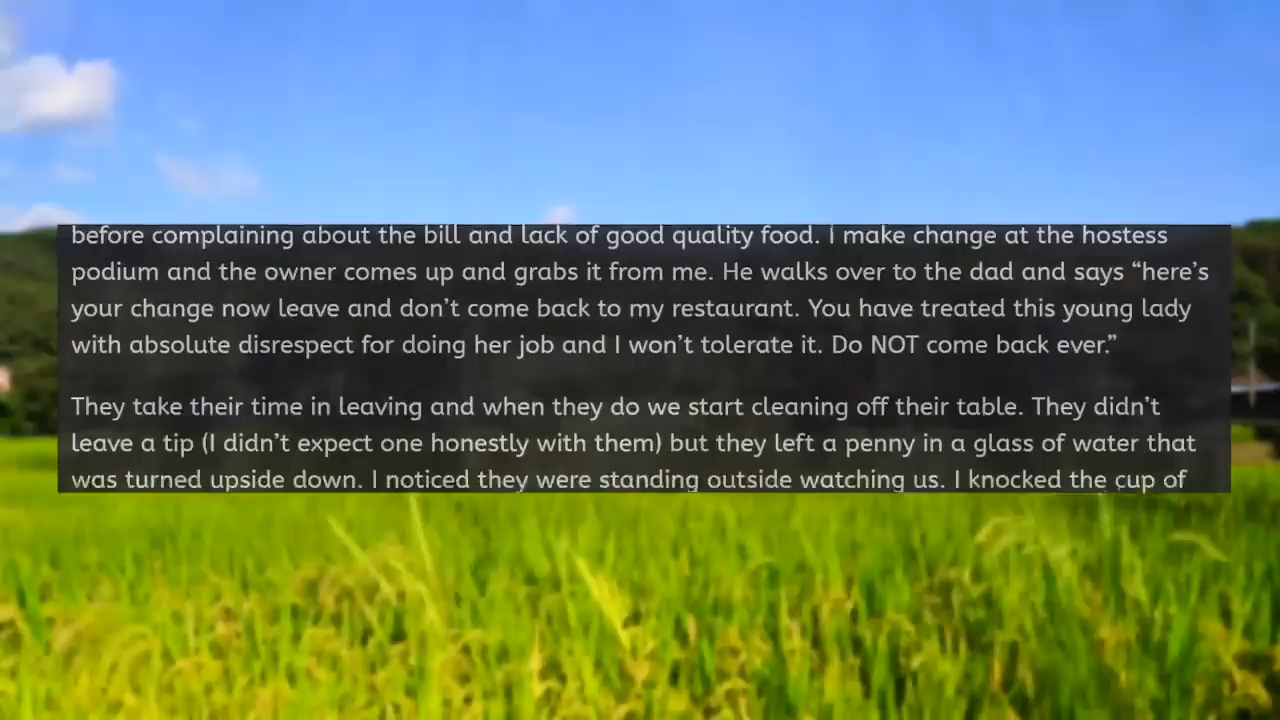 before complaining about the bill and lack of good quality food. I make change at the hostess
podium and the owner comes up and grabs it from me. He walks over to the dad and says “here’s
your change now leave and don’t come back to my restaurant. You have treated this young lady
with absolute disrespect for doing her job and I won’t tolerate it. Do NOT come back ever.”
They take their time in leaving and when they do we start cleaning off their table. They didn’t
leave a tip (I didn’t expect one honestly with them) but they left a penny in a glass of water that
was turned upside down. I noticed they were standing outside watching us. I knocked the cup of